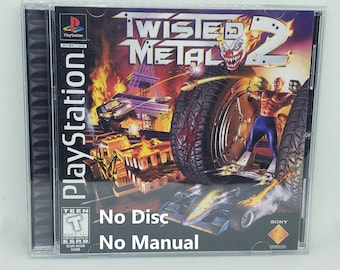 TWISTED
METAL 2
PlayStation
TEEN
T
ESRB
No Disc
No Manual
SONY